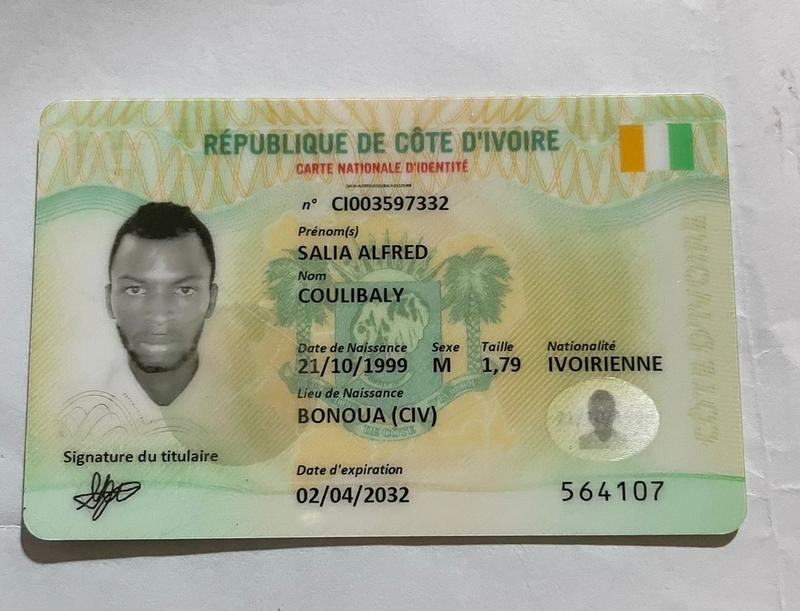 RÉPUBLIQUE DE CÔTE D'IVOIRE
CARTE NATIONALE D'IDENTITÉ
n° CI003597332
Prénom(s)
SALIA ALFRED
Nom
COULIBALY
Date de Naissance Sexe Taille Nationalité
21/10/1999 M 1,79 IVOIRIENNE
Lieu de Naissance
BONOUA (CIV)
Signature du titulaire
Date d'expiration
02/04/2032
564107